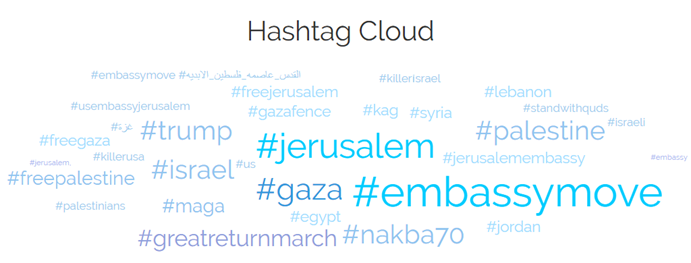 Hashtag Cloud
#embassymove #القدس_عاصمه_فلسطين_الابديه #killerisrael
#freejerusalem #lebanon
#usembassyjerusalem #gazafence #kag #syria #standwithquds
#غزة #trump #palestine #israeli
#freegaza #jerusalem
#jerusalem, #killerusa #israel #us #jerusalemembassy #embassy
#freepalestine #gaza #embassymove
#palestinians #maga
#egypt #jordan
#greatreturnmarch #nakba70